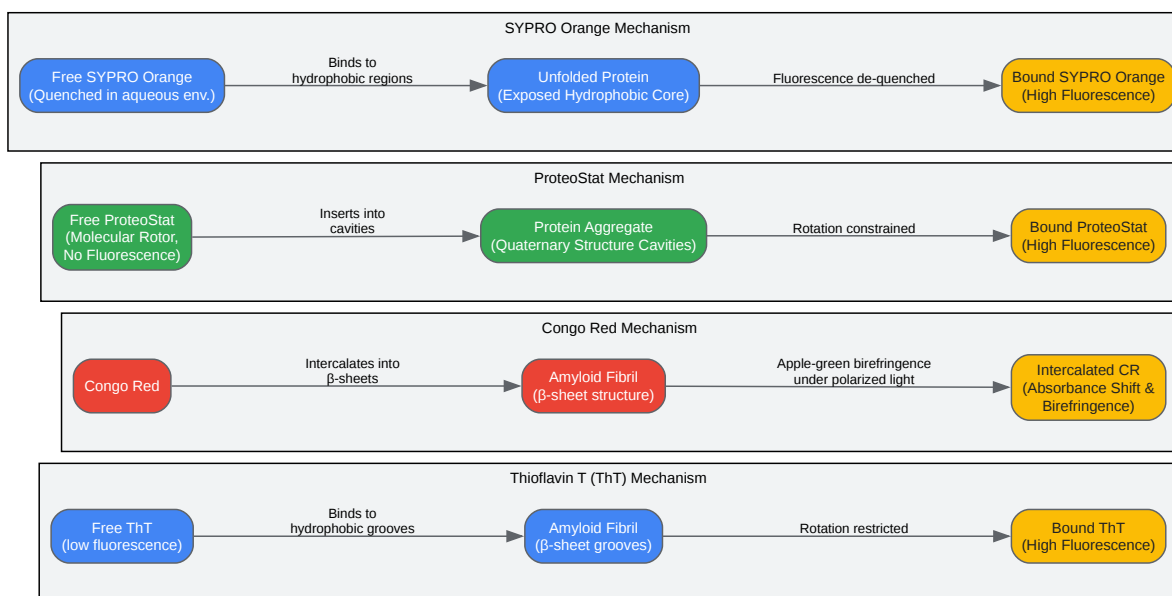 SYPRO Orange Mechanism
Free SYPRO Orange
(Quenched in aqueous env.)
Binds to
hydrophobic regions
Unfolded Protein
(Exposed Hydrophobic Core)
Fluorescence de-quenched
Bound SYPRO Orange
(High Fluorescence)
ProteoStat Mechanism
Free ProteoStat
(Molecular Rotor,
No Fluorescence)
Inserts into
cavities
Protein Aggregate
(Quaternary Structure Cavities)
Rotation constrained
Bound ProteoStat
(High Fluorescence)
Congo Red Mechanism
Congo Red
Intercalates into
β-sheets
Amyloid Fibril
(β-sheet structure)
Apple-green birefringence
under polarized light
Intercalated CR
(Absorbance Shift &
Birefringence)
Thioflavin T (ThT) Mechanism
Free ThT
(low fluorescence)
Binds to
hydrophobic grooves
Amyloid Fibril
(β-sheet grooves)
Rotation restricted
Bound ThT
(High Fluorescence)